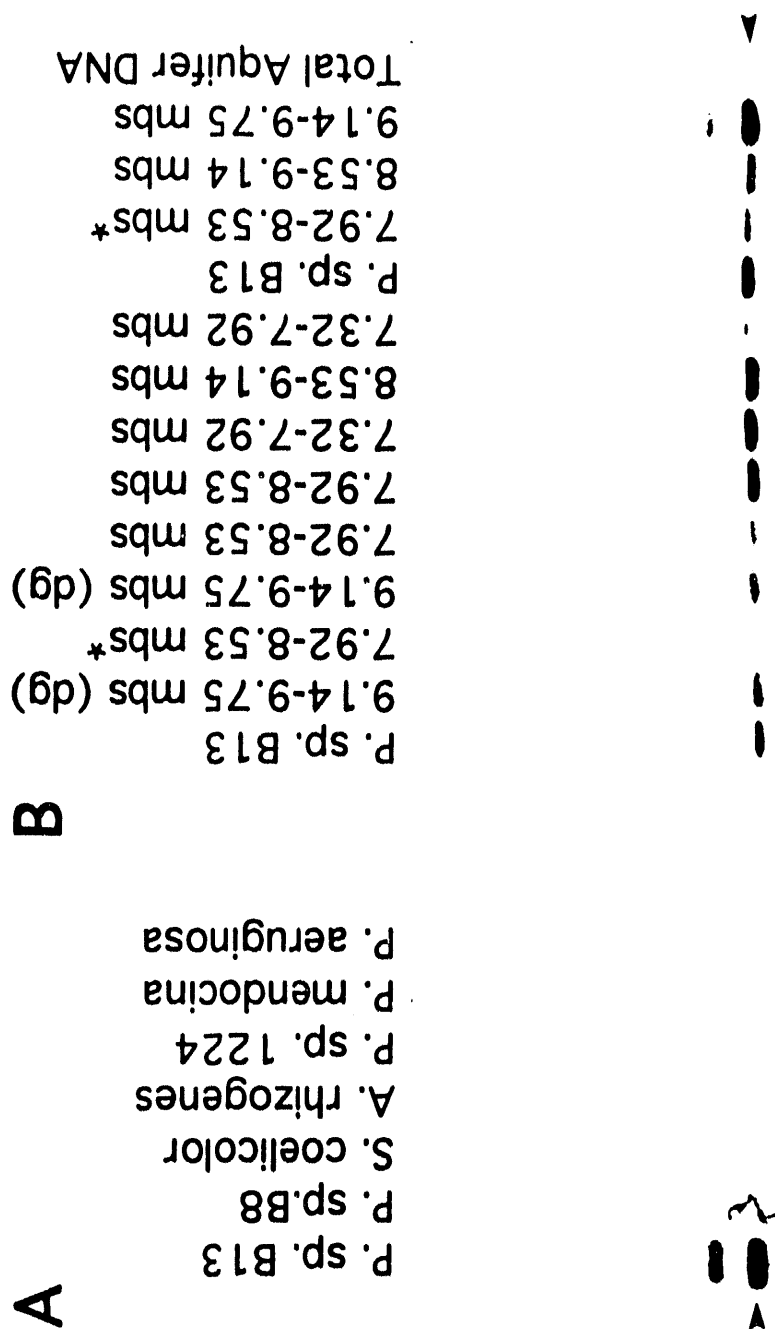 A
P. sp. B13
P. sp.B8
S. coelicolor
A. rhizogenes
P. sp. 1224
P. mendocina
P. aeruginosa
B
P. sp. B13
9.14-9.75 mbs (dg)
7.92-8.53 mbs*
9.14-9.75 mbs (dg)
7.92-8.53 mbs
7.92-8.53 mbs
7.32-7.92 mbs
8.53-9.14 mbs
7.32-7.92 mbs
P. sp. B13
7.92-8.53 mbs*
8.53-9.14 mbs
9.14-9.75 mbs
Total Aquifer DNA